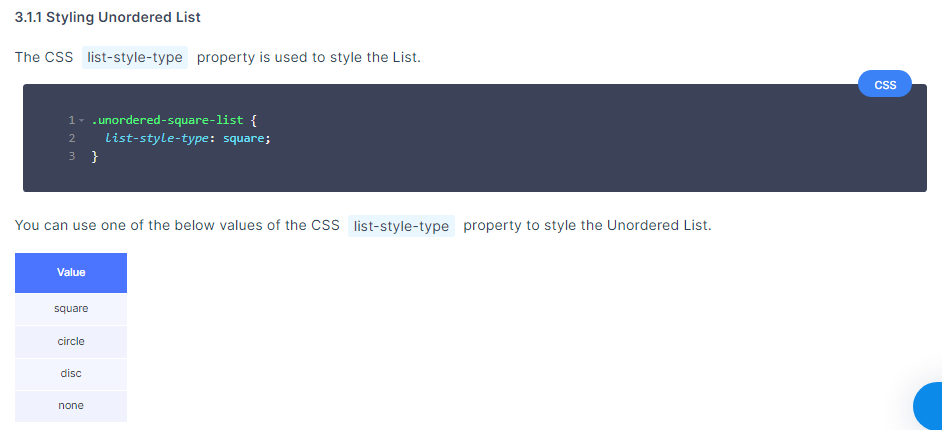 3.1.1 Styling Unordered List
The CSS list-style-type property is used to style the List.
CSS
1 .unordered-square-list {
2 list-style-type: square;
3 }
You can use one of the below values of the CSS list-style-type property to style the Unordered List.
Value
square
circle
disc
none